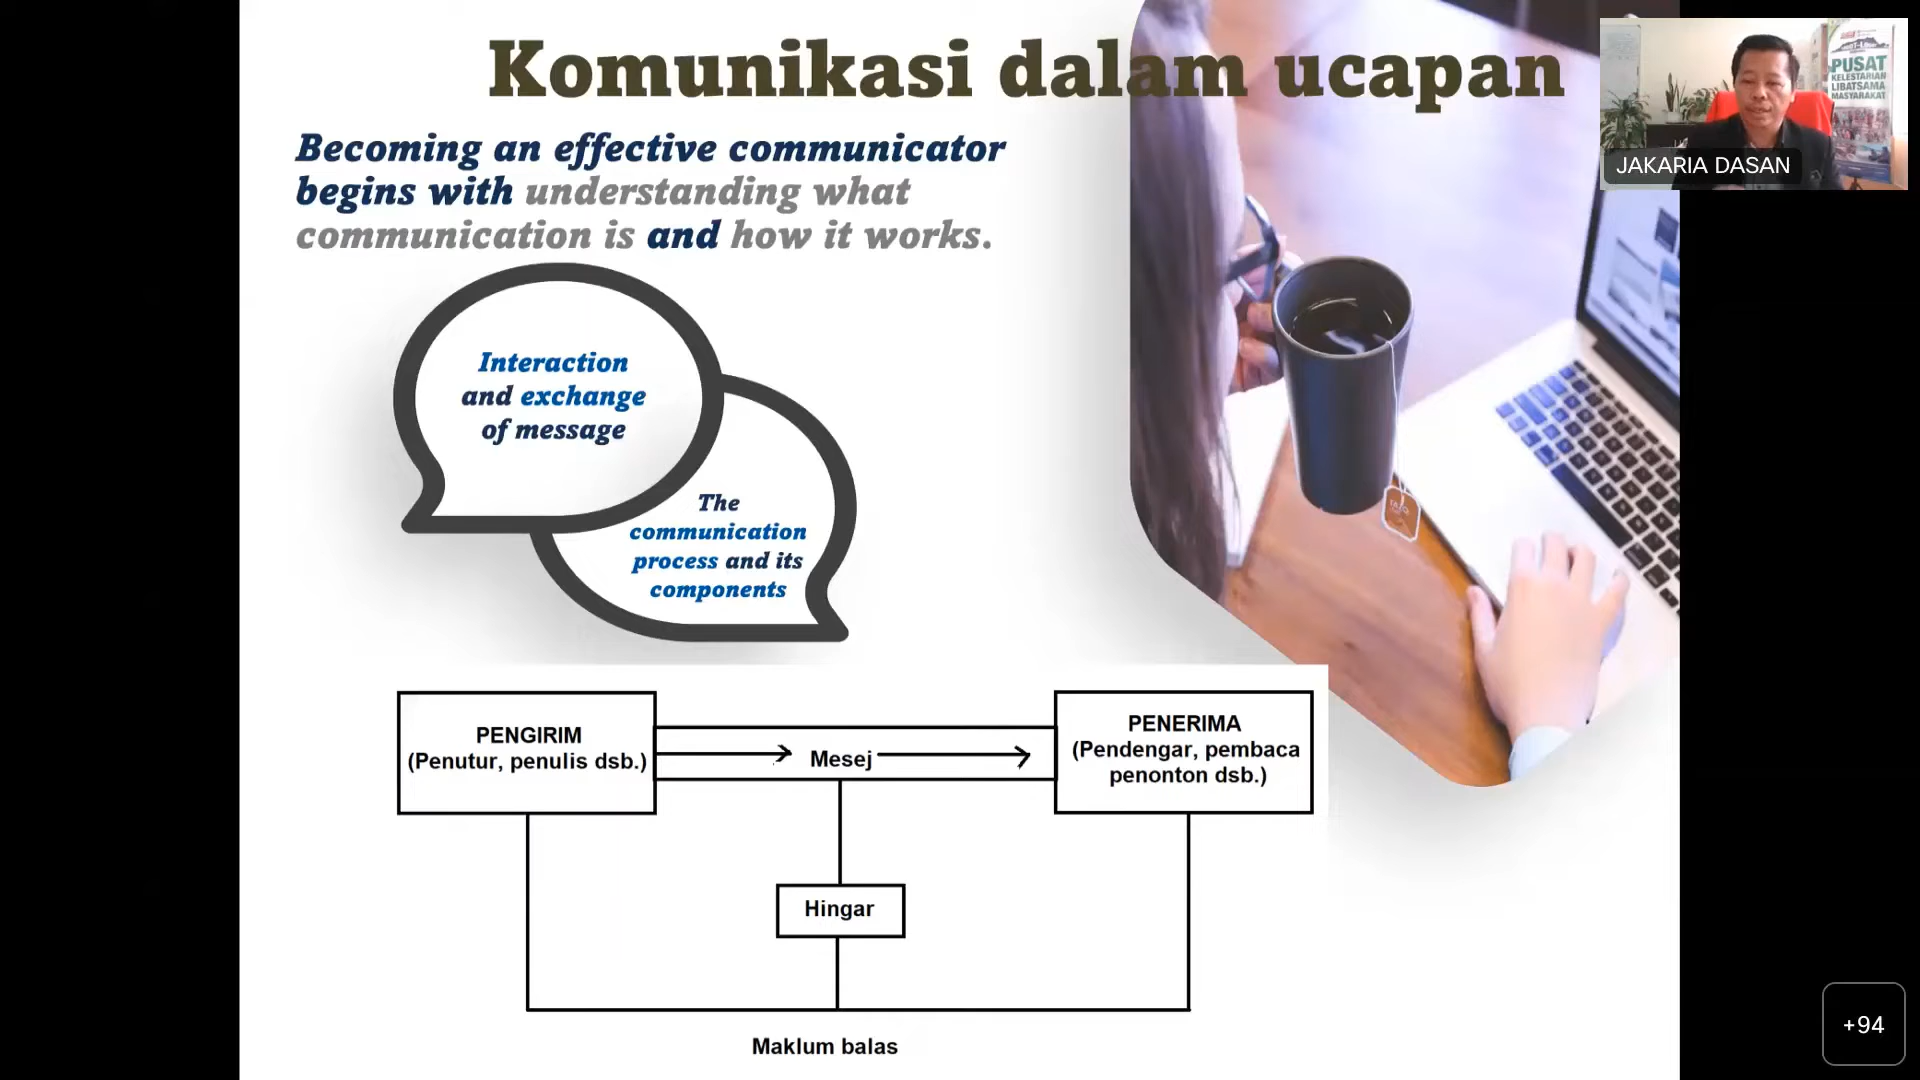 Komunikasi dalam ucapan
Becoming an effective communicator
begins with understanding what
communication is and how it works.
Interaction
and exchange
of message
The
communication
process and its
components
PENGIRIM
(Penutur, penulis dsb.)
Mesej
PENERIMA
(Pendengar, pembaca
penonton dsb.)
Hingar
Maklum balas
PUSAT
KELESTARIAN
LIBATSAMA
MASYARAKAT
JAKARIA DASAN
+94